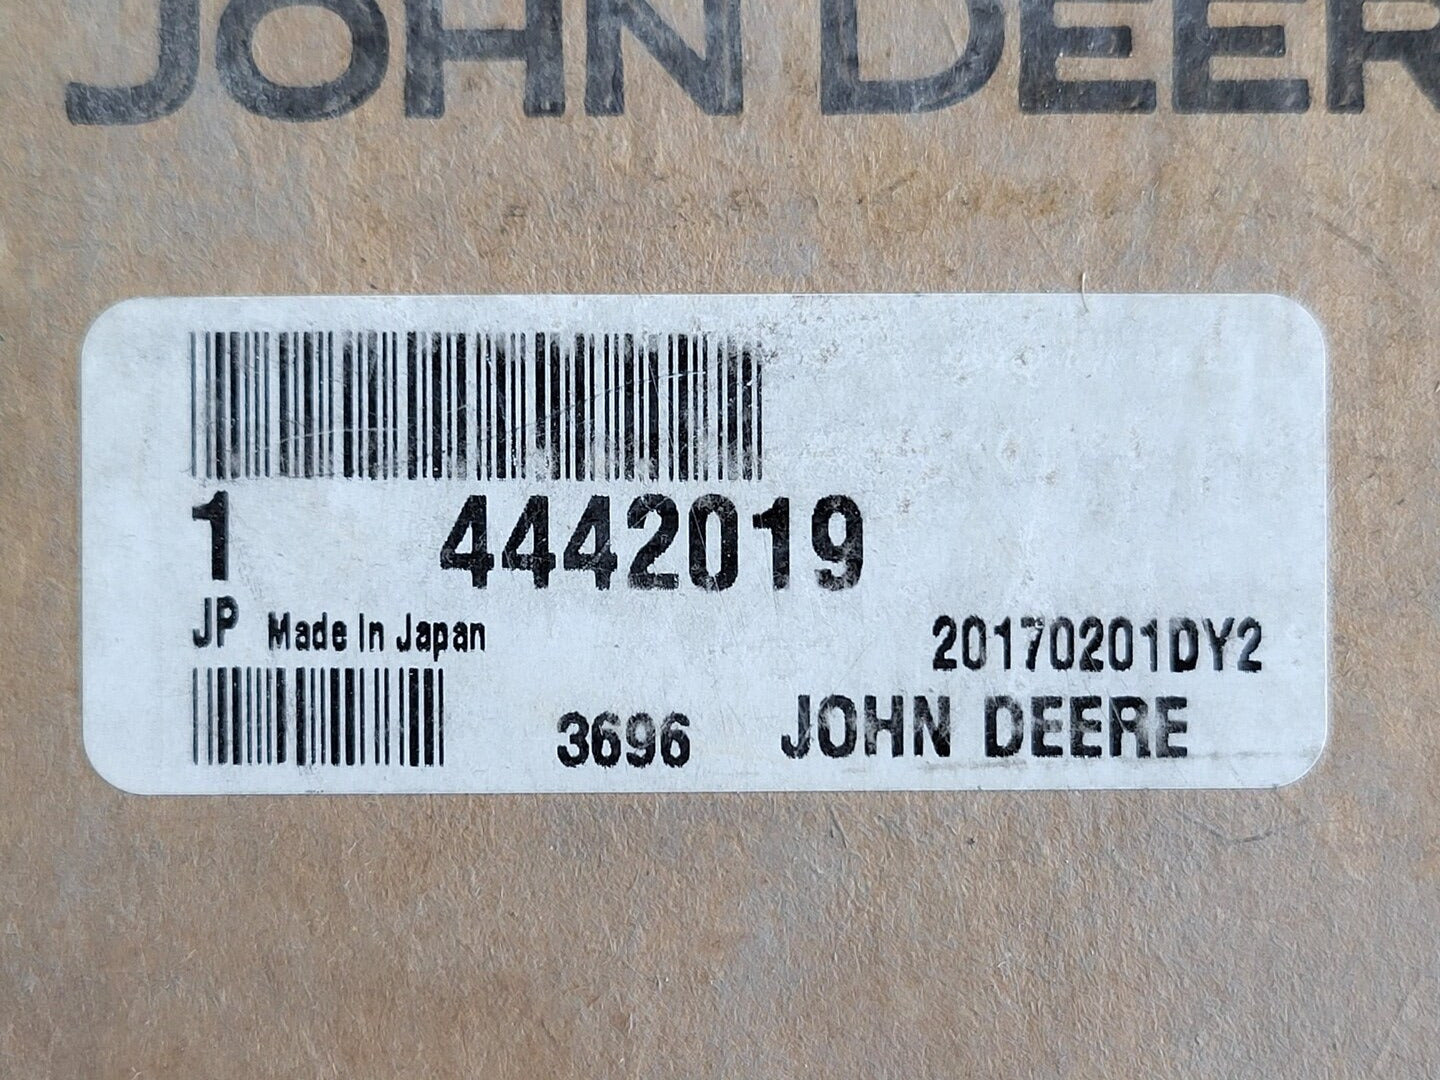 JOHN DEER
1 4442019
JP Made In Japan
20170201DY2
3696 JOHN DEERE